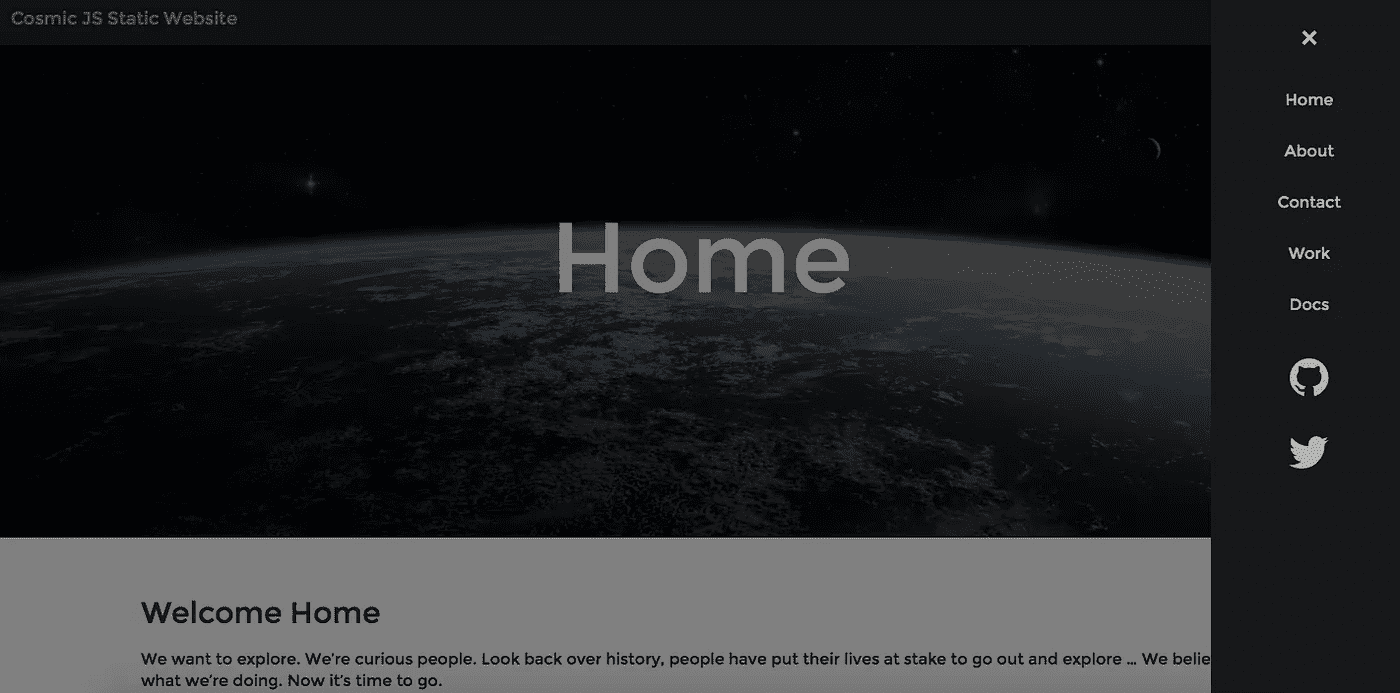 Cosmic JS Static Website
Home
Welcome Home
We want to explore. We're curious people. Look back over history, people have put their lives at stake to go out and explore ... We
what we're doing. Now it's time to go.
Home
About
Contact
Work
Docs